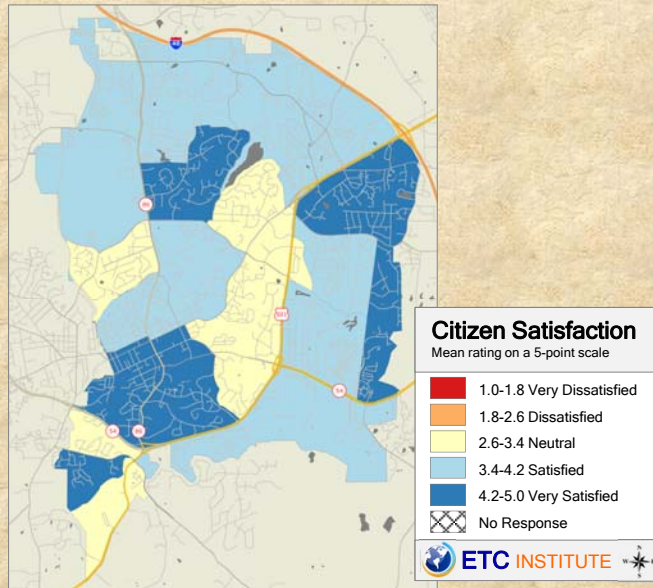 40
86
501
54
54
86
Citizen Satisfaction
Mean rating on a 5-point scale
1.0-1.8 Very Dissatisfied
1.8-2.6 Dissatisfied
2.6-3.4 Neutral
3.4-4.2 Satisfied
4.2-5.0 Very Satisfied
No Response
ETC INSTITUTE